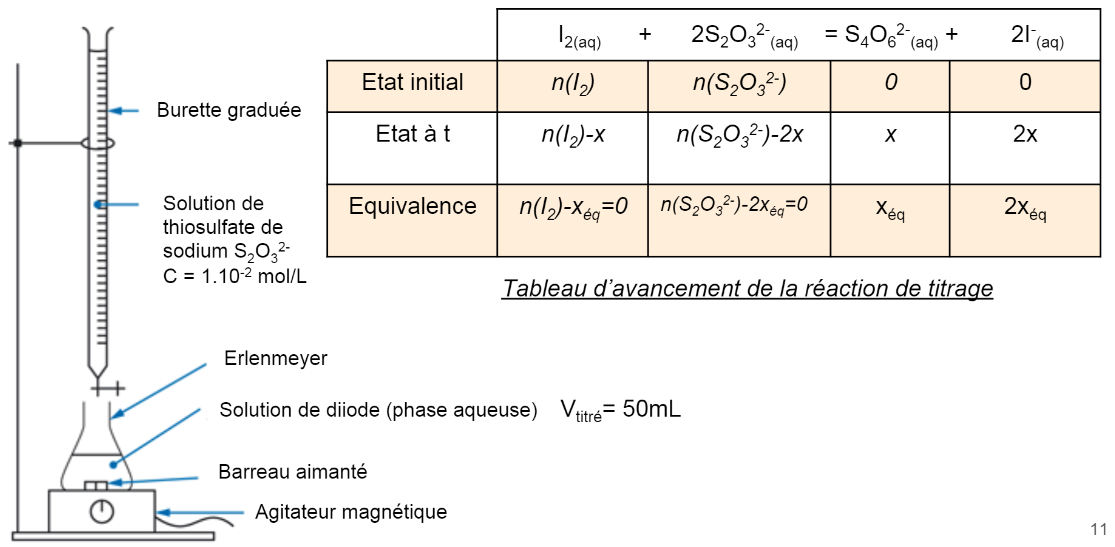 I₂(aq) + 2S₂O₃²⁻(aq) = S₄O₆²⁻(aq) + 2I⁻(aq)
Etat initial n(I₂) n(S₂O₃²⁻) 0 0
Etat à t n(I₂)-x n(S₂O₃²⁻)-2x x 2x
Equivalence n(I₂)-xéq=0 n(S₂O₃²⁻)-2xéq=0 xéq 2xéq
Tableau d’avancement de la réaction de titrage
Burette graduée
Solution de
thiosulfate de
sodium S₂O₃²⁻
C = 1.10⁻² mol/L
Erlenmeyer
Solution de diiode (phase aqueuse) Vtitré= 50mL
Barreau aimanté
Agitateur magnétique
11